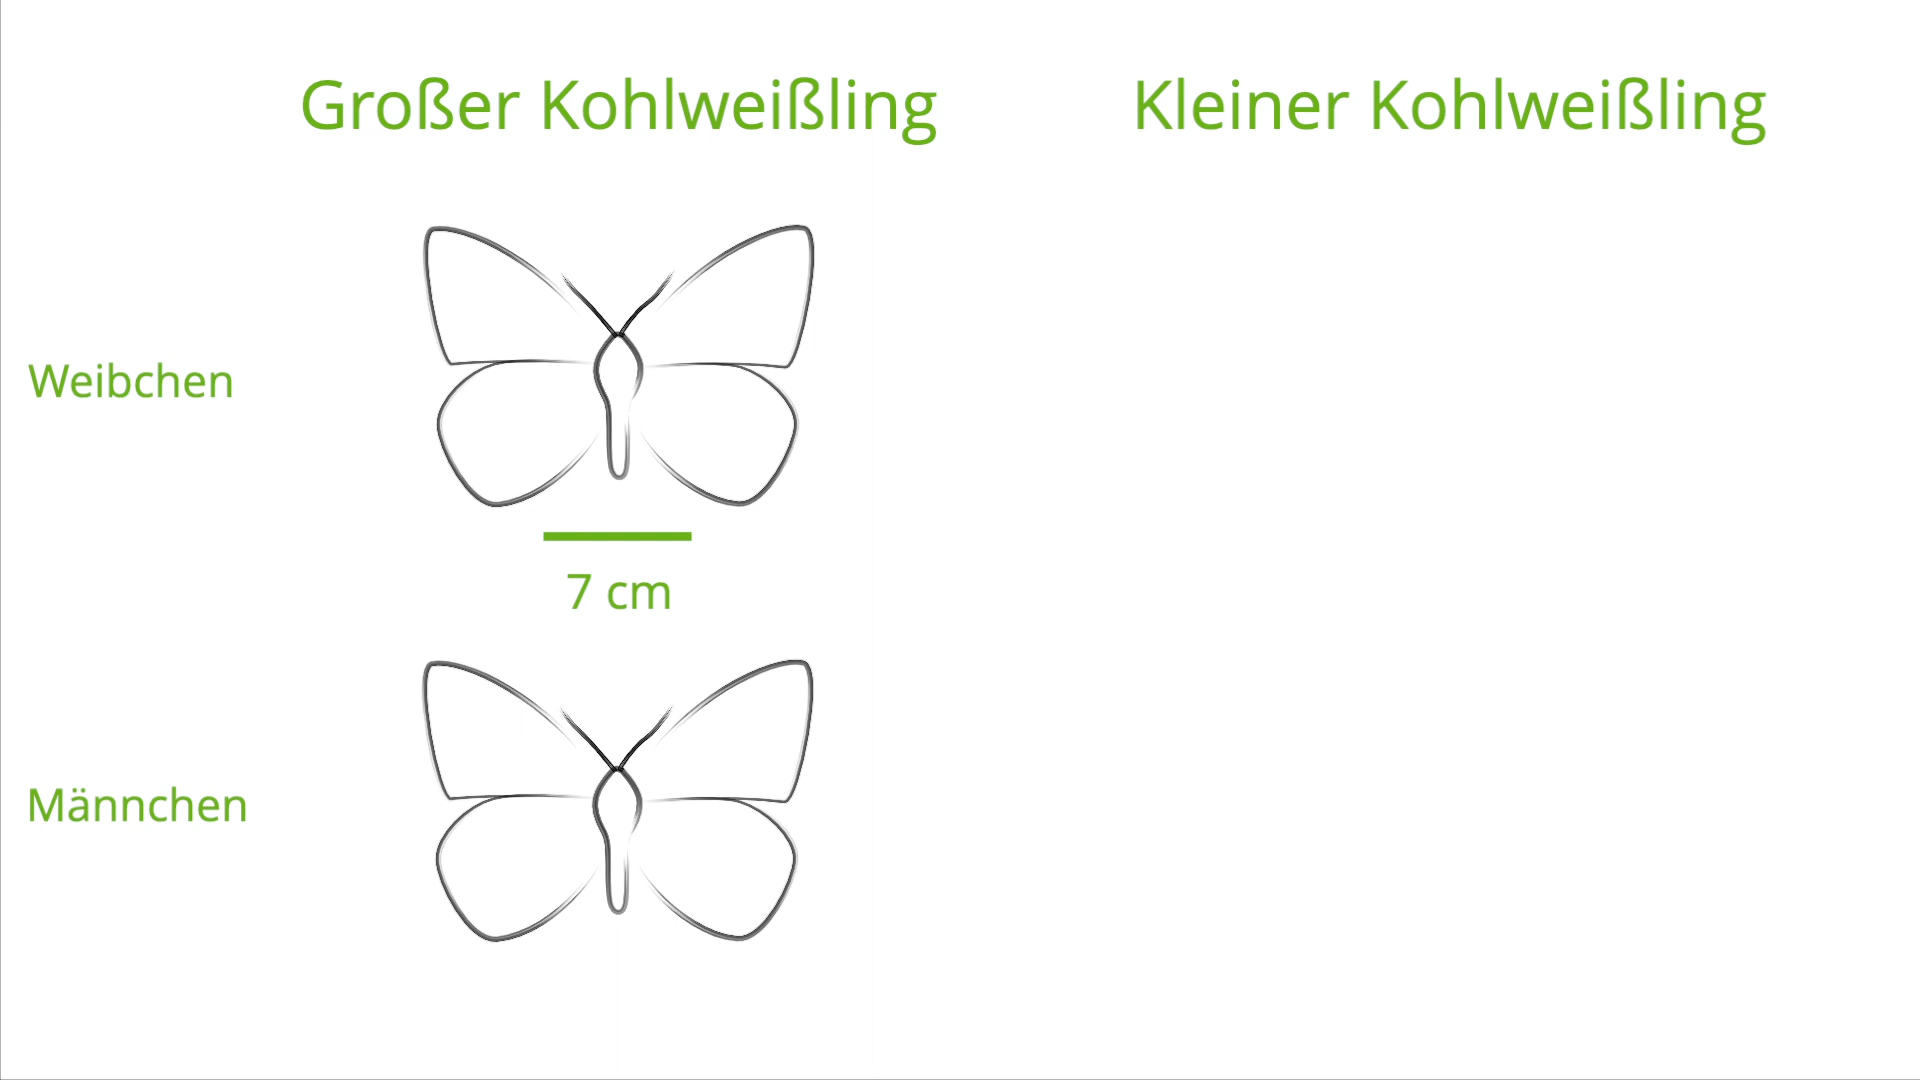 Großer Kohlweißling
Kleiner Kohlweißling
Weibchen
7 cm
Männchen